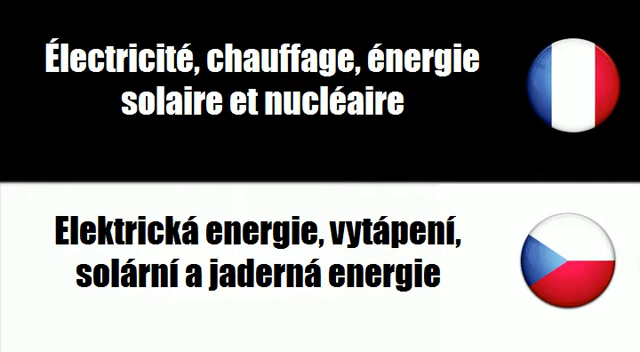 Électricité, chauffage, énergie
solaire et nucléaire
Elektrická energie, vytápení,
solární a jaderná energie